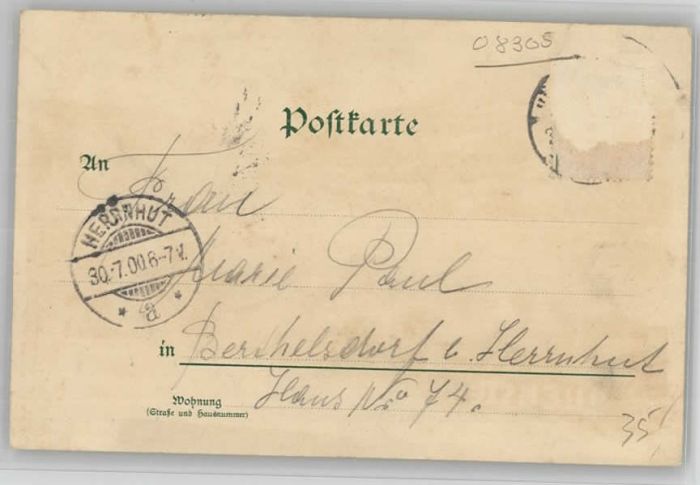 08305
Postkarte
An Frau
HERRNHUT
30.7.00.6-7V.
* a *
Marie Paul
in Berthelsdorf b. Herrnhut
Wohnung
(Straße und Hausnummer)
Haus No 74.
35